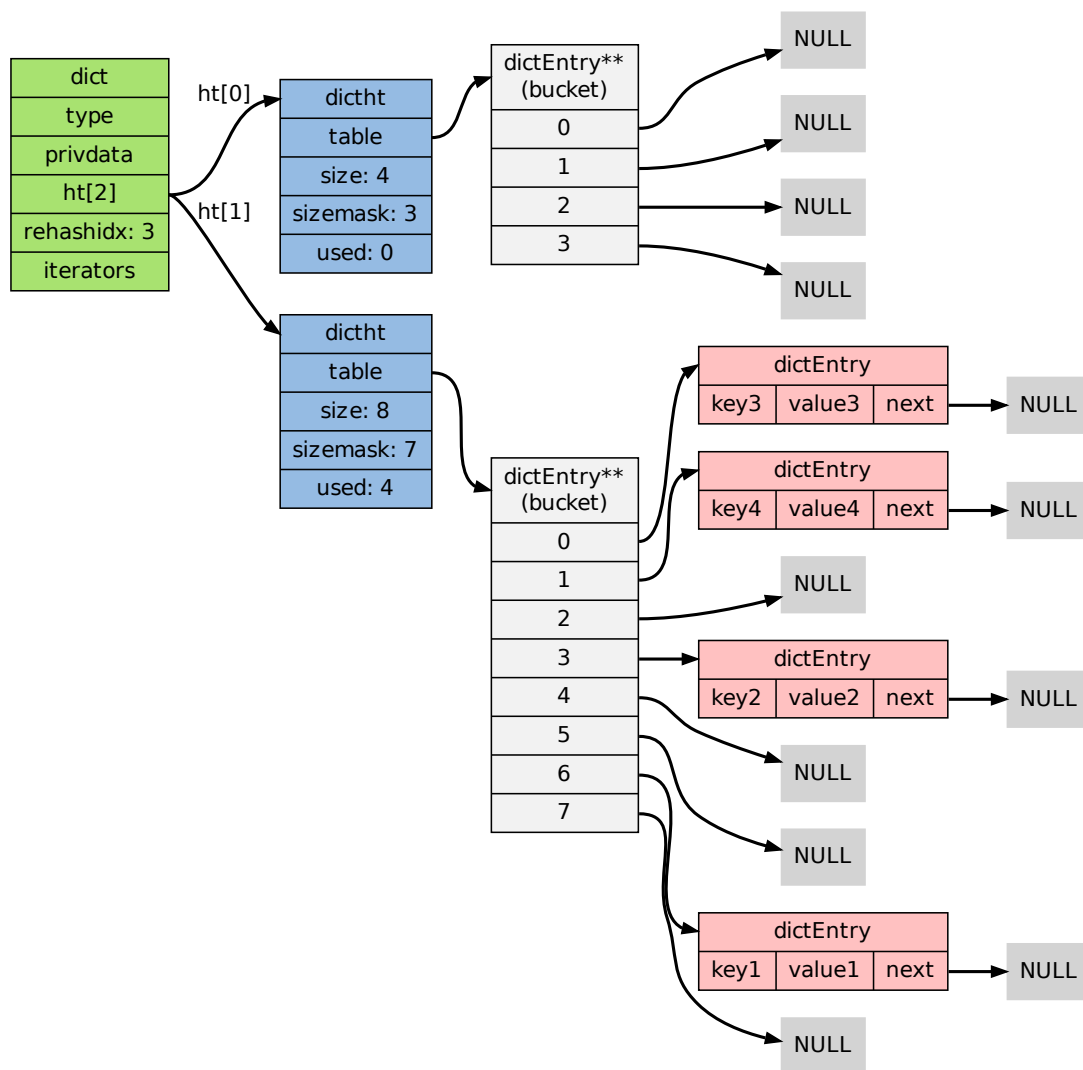 dict
type
privdata
ht[2]
rehashidx: 3
iterators
ht[0]
ht[1]
dictht
table
size: 4
sizemask: 3
used: 0
dictEntry**
(bucket)
0
1
2
3
NULL
NULL
NULL
NULL
dictht
table
size: 8
sizemask: 7
used: 4
dictEntry**
(bucket)
0
1
2
3
4
5
6
7
dictEntry
key3 value3 next
NULL
dictEntry
key4 value4 next
NULL
NULL
dictEntry
key2 value2 next
NULL
NULL
NULL
dictEntry
key1 value1 next
NULL
NULL